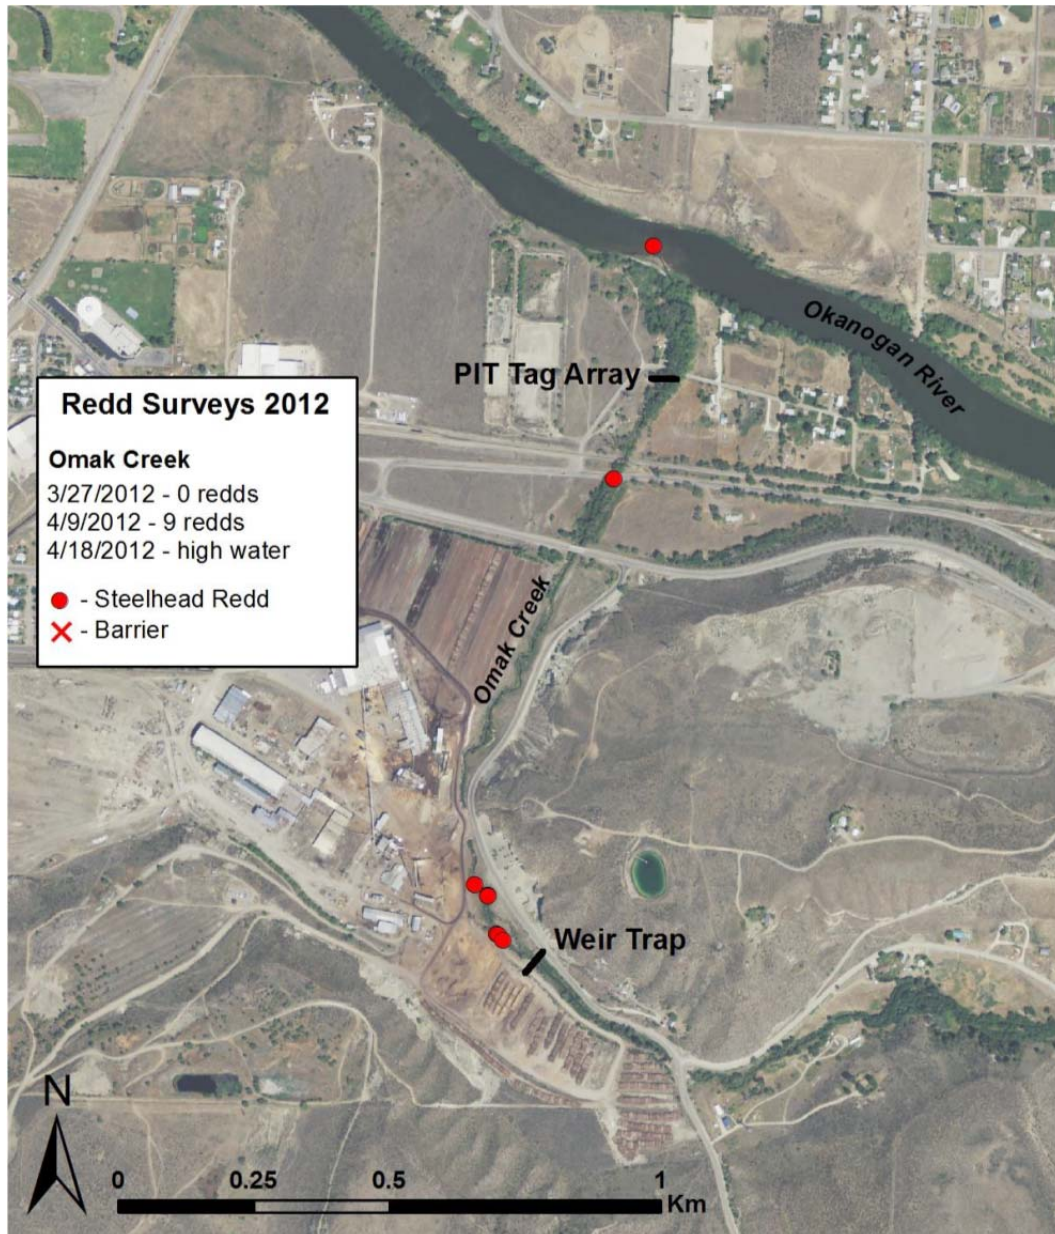 Okanogan River
PIT Tag Array
Redd Surveys 2012
Omak Creek
3/27/2012 - 0 redds
4/9/2012 - 9 redds
4/18/2012 - high water
- Steelhead Redd
- Barrier
Omak Creek
Weir Trap
N
0 0.25 0.5 1
Km